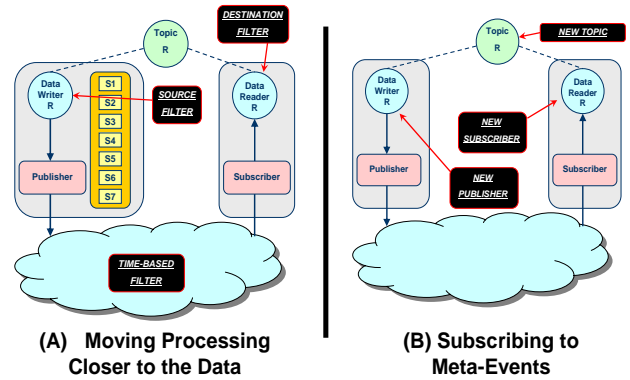 DESTINATION
FILTER
Topic
R
Data
Writer
R
S1
S2
S3
S4
S5
S6
S7
SOURCE
FILTER
Data
Reader
R
Publisher
Subscriber
TIME-BASED
FILTER
(A) Moving Processing
Closer to the Data
Topic
R
NEW TOPIC
Data
Writer
R
Data
Reader
R
NEW
SUBSCRIBER
NEW
PUBLISHER
Publisher
Subscriber
(B) Subscribing to
Meta-Events